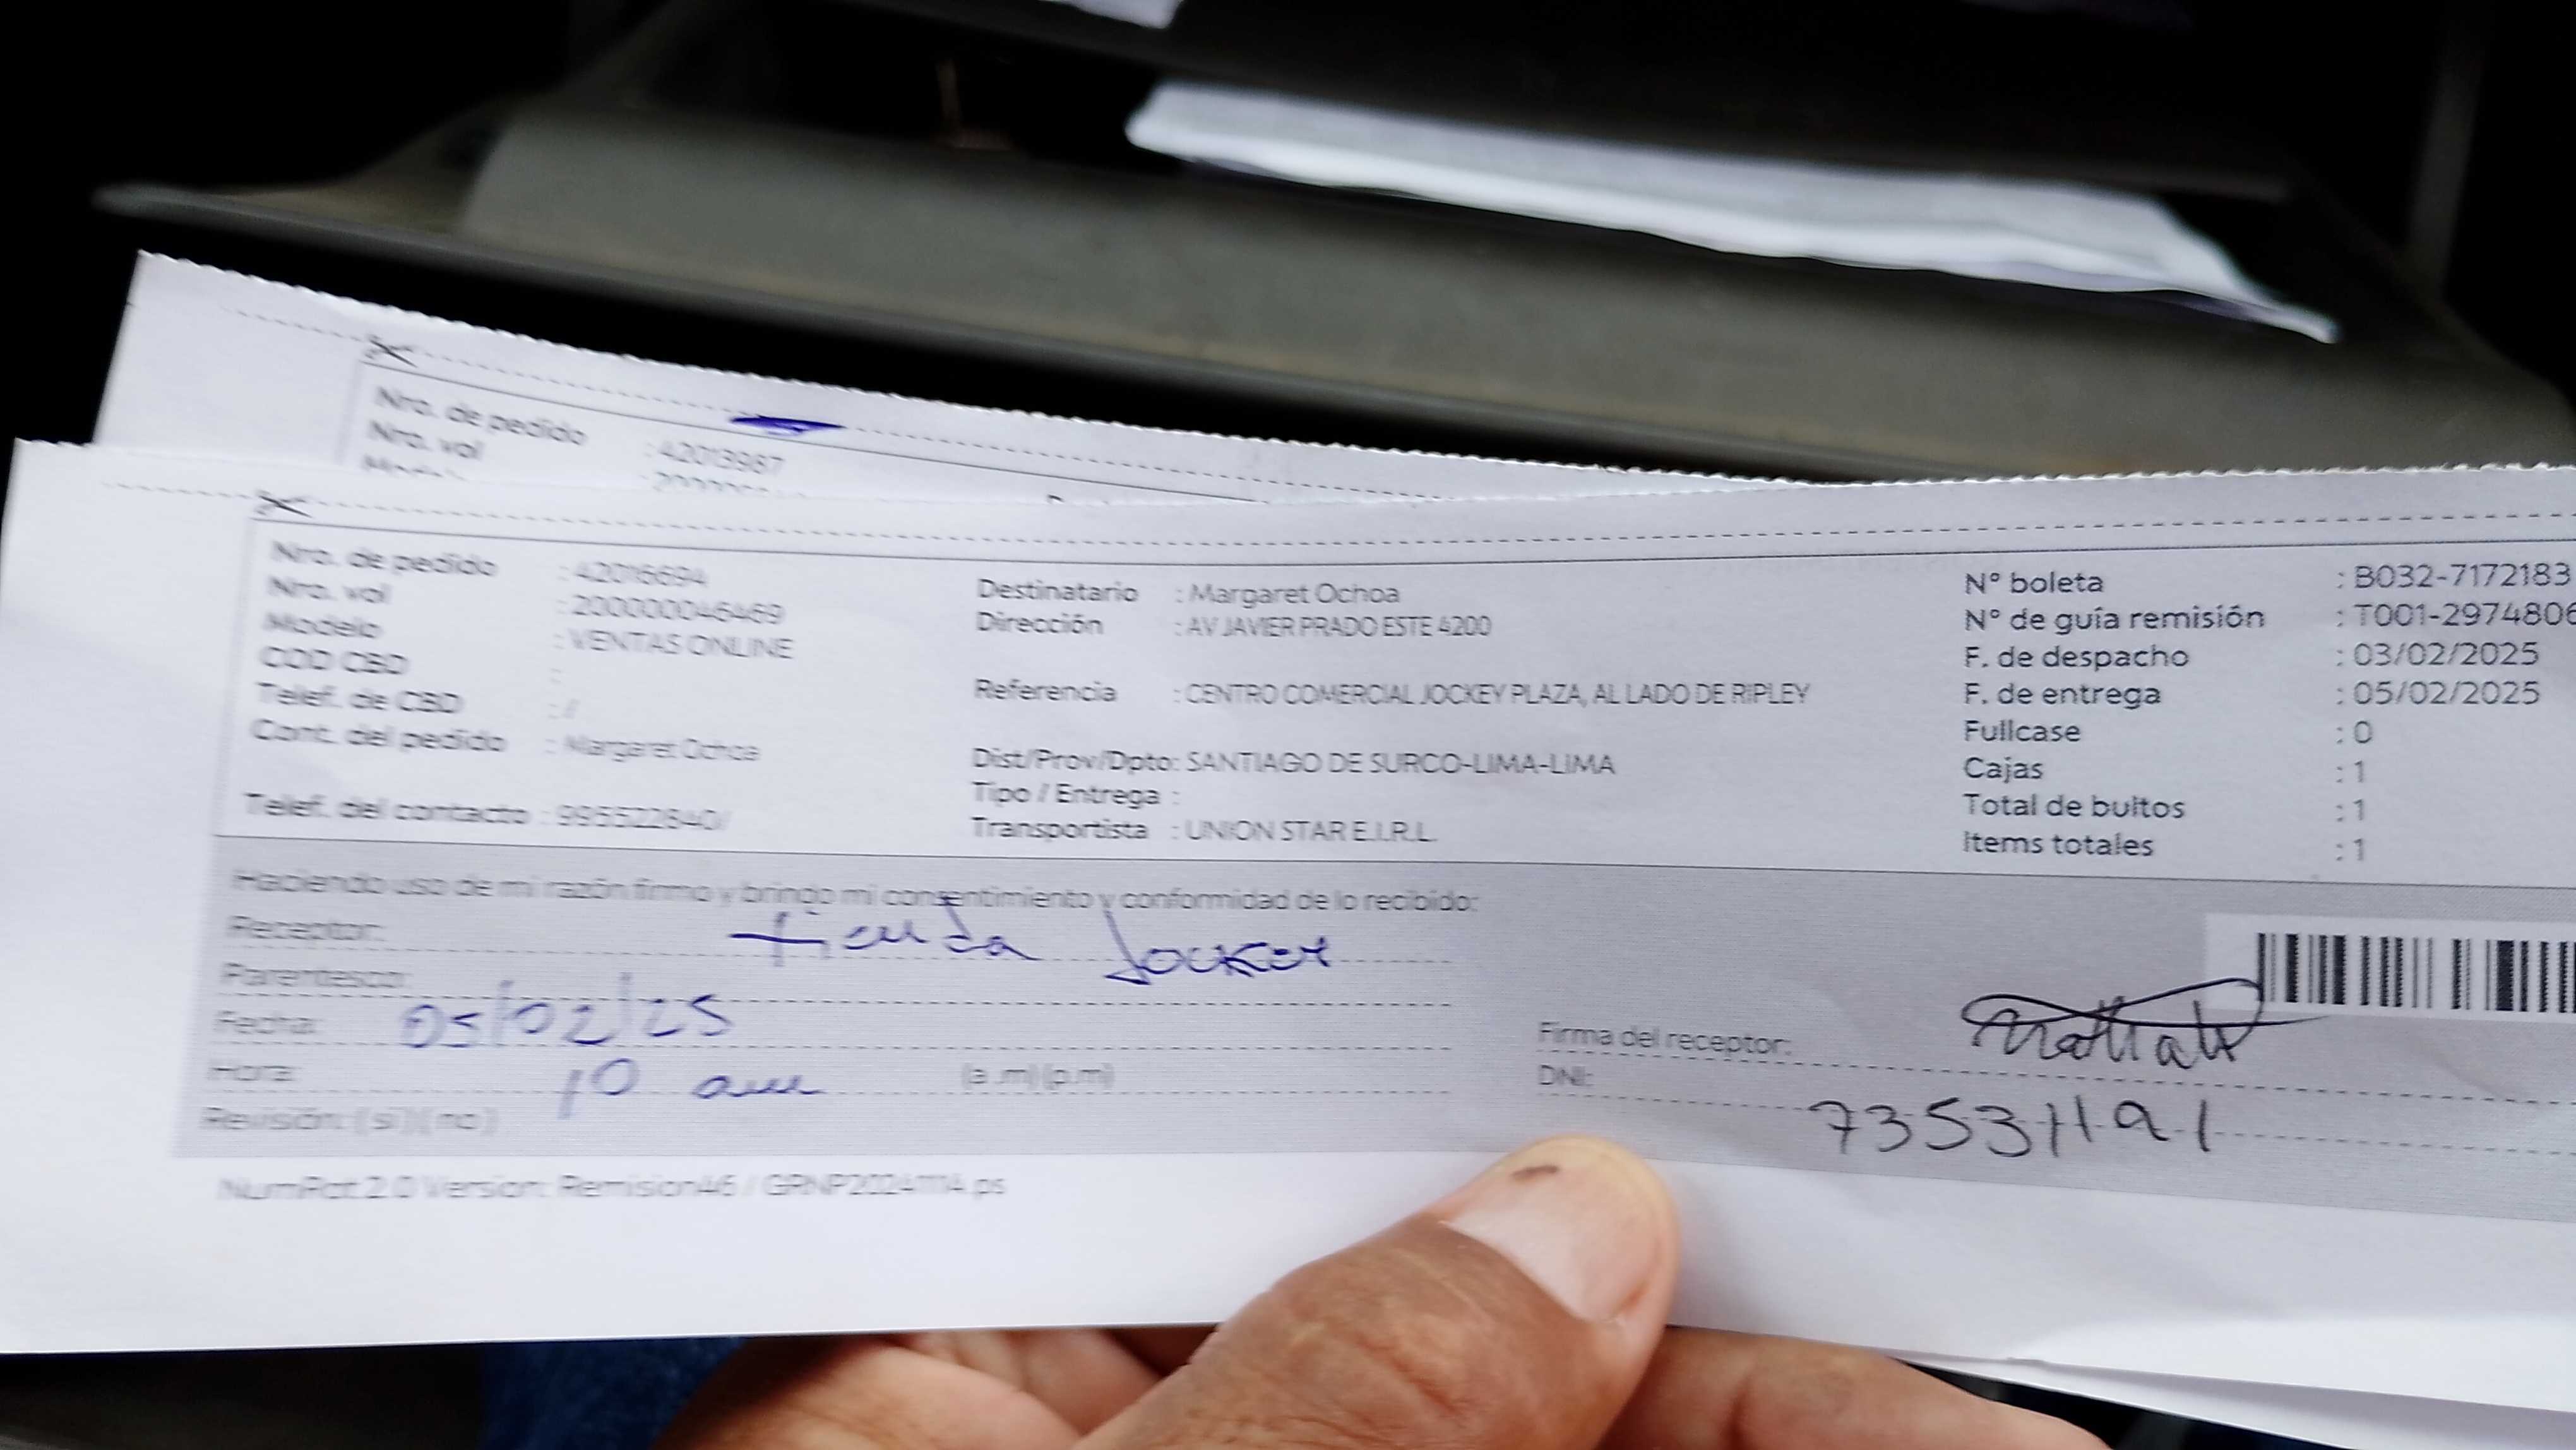 Nro. de pedido : 42013987
Nro. vol
Nro. de pedido : 42016694
Nro. vol : 200000046469
Modelo : VENTAS ONLINE
COD CBD :
Telef. de CBD : /
Cont. del pedido : Margaret Ochoa
Telef. del contacto : 995522840/
Destinatario : Margaret Ochoa
Dirección : AV JAVIER PRADO ESTE 4200
Referencia : CENTRO COMERCIAL JOCKEY PLAZA, AL LADO DE RIPLEY
Dist/Prov/Dpto: SANTIAGO DE SURCO-LIMA-LIMA
Tipo / Entrega :
Transportista : UNION STAR E.I.R.L.
N° boleta : B032-7172183
N° de guía remisión : T001-2974806
F. de despacho : 03/02/2025
F. de entrega : 05/02/2025
Fullcase : 0
Cajas : 1
Total de bultos : 1
Items totales : 1
Haciendo uso de mi razón firmo y brindo mi consentimiento y conformidad de lo recibido:
Receptor: tienda Jockey
Parentesco:
Fecha: 05/02/25
Hora: 10 am (a .m) (p.m)
Revisión: (si) (no)
Firma del receptor:
DNI: 73531191
NumRot 2.0 Version: Remision46 / GRNP20241114.ps